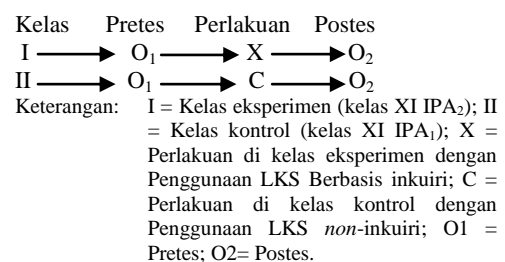 Kelas Pretes Perlakuan Postes
I O₁ X O₂
II O₁ C O₂
Keterangan: I = Kelas eksperimen (kelas XI IPA₂); II
= Kelas kontrol (kelas XI IPA₁); X =
Perlakuan di kelas eksperimen dengan
Penggunaan LKS Berbasis inkuiri; C =
Perlakuan di kelas kontrol dengan
Penggunaan LKS non-inkuiri; O1 =
Pretes; O2= Postes.